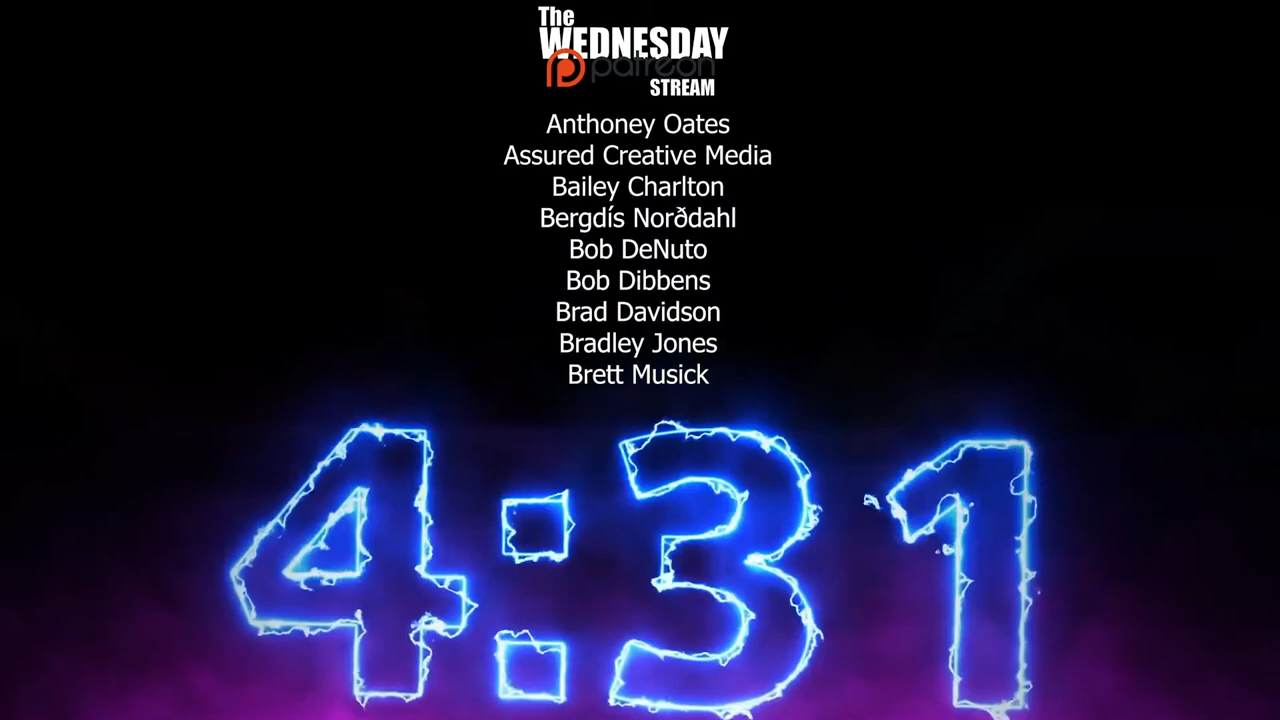 The
WEDNESDAY
patreon
STREAM
Anthoney Oates
Assured Creative Media
Bailey Charlton
Bergdís Norðdahl
Bob DeNuto
Bob Dibbens
Brad Davidson
Bradley Jones
Brett Musick
4:31